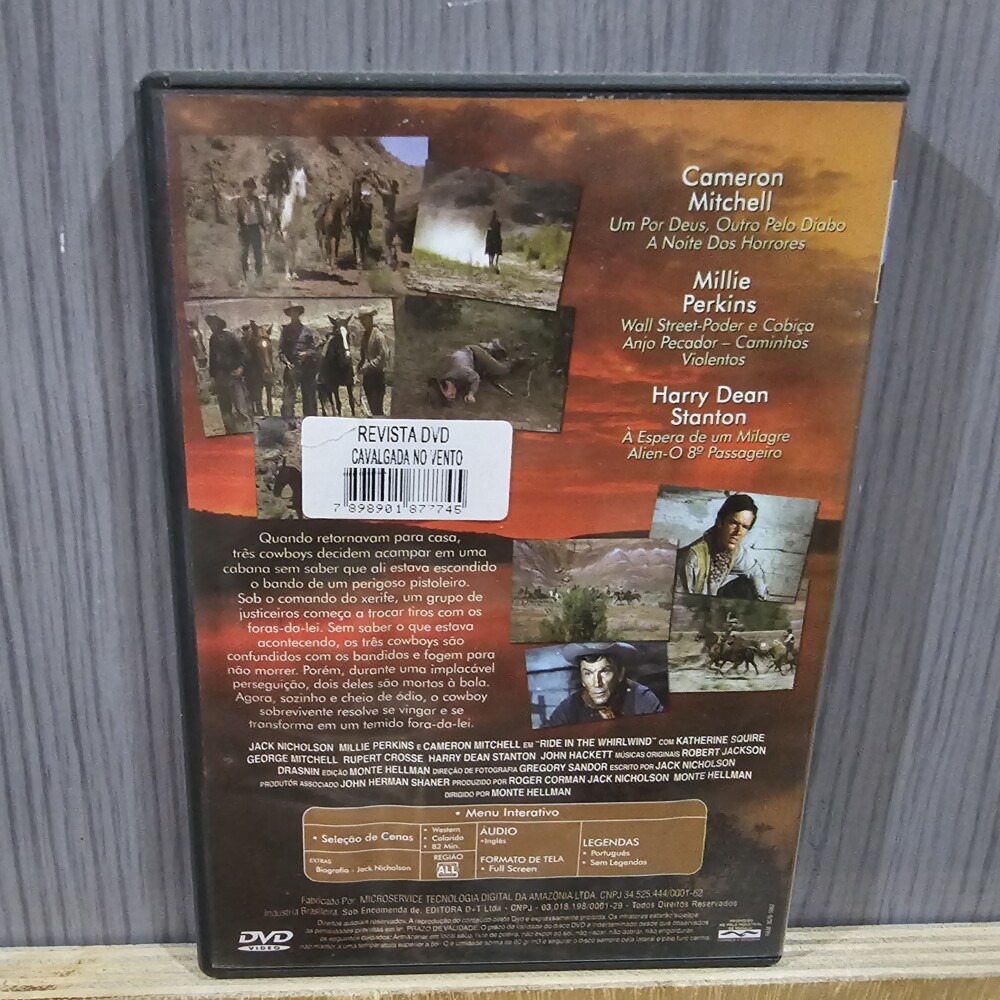 Cameron
Mitchell
Um Por Deus, Outro Pelo Diabo
A Noite Dos Horrores
Millie
Perkins
Wall Street-Poder e Cobiça
Anjo Pecador – Caminhos
Violentos
Harry Dean
Stanton
À Espera de um Milagre
Alien-O 8º Passageiro
REVISTA DVD
CAVALGADA NO VENTO
7 898901 877745
Quando retornavam para casa,
três cowboys decidem acampar em uma
cabana sem saber que ali estava escondido
o bando de um perigoso pistoleiro.
Sob o comando do xerife, um grupo de
justiceiros começa a trocar tiros com os
foras-da-lei. Sem saber o que estava
acontecendo, os três cowboys são
confundidos com os bandidos e fogem para
não morrer. Porém, durante uma implacável
perseguição, dois deles são mortos à bala.
Agora, sozinho e cheio de ódio, o cowboy
sobrevivente resolve se vingar e se
transforma em um temido fora-da-lei.
JACK NICHOLSON MILLIE PERKINS E CAMERON MITCHELL EM "RIDE IN THE WHIRLWIND" COM KATHERINE SQUIRE
GEORGE MITCHELL RUPERT CROSSE HARRY DEAN STANTON JOHN HACKETT MÚSICAS ORIGINAIS ROBERT JACKSON
DRASNIN EDIÇÃO MONTE HELLMAN DIREÇÃO DE FOTOGRAFIA GREGORY SANDOR ESCRITO POR JACK NICHOLSON
PRODUTOR ASSOCIADO JOHN HERMAN SHANER PRODUZIDO POR ROGER CORMAN JACK NICHOLSON MONTE HELLMAN
DIRIGIDO POR MONTE HELLMAN
• Menu Interativo
• Seleção de Cenas
• Western
• Colorido
• 82 Min.
ÁUDIO
•Inglês
LEGENDAS
• Português
• Sem Legendas
EXTRAS
Biografia - Jack Nicholson
REGIÃO
ALL
FORMATO DE TELA
• Full Screen
Fabricado Por MICROSERVICE TECNOLOGIA DIGITAL DA AMAZÔNIA LTDA. CNPJ 34.525.444/0001-62
Indústria Brasileira. Sob Encomenda de. EDITORA D+T Ltda - CNPJ - 03.018.198/0001-29 - Todos Direitos Reservados
DVD
VIDEO